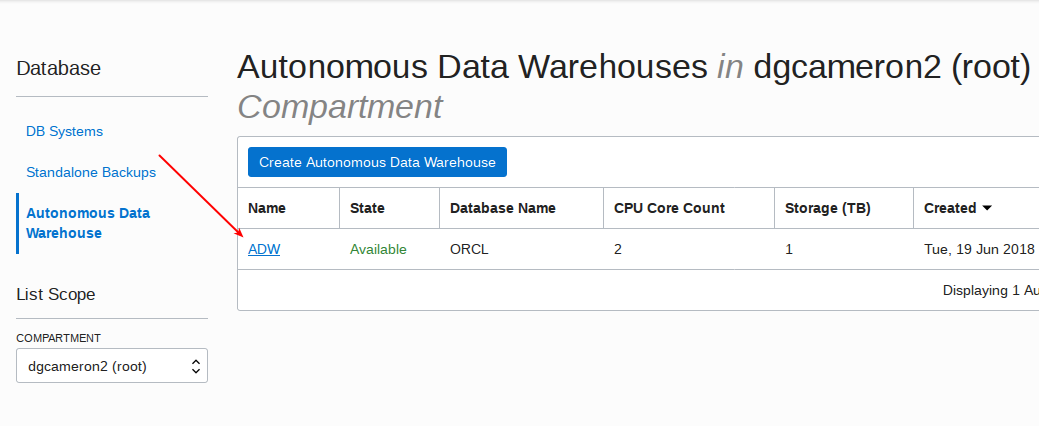 Database
DB Systems
Standalone Backups
Autonomous Data
Warehouse
List Scope
COMPARTMENT
dgcameron2 (root)
Autonomous Data Warehouses in dgcameron2 (root)
Compartment
Create Autonomous Data Warehouse
Name State Database Name CPU Core Count Storage (TB) Created
ADW Available ORCL 2 1 Tue, 19 Jun 2018
Displaying 1 Au